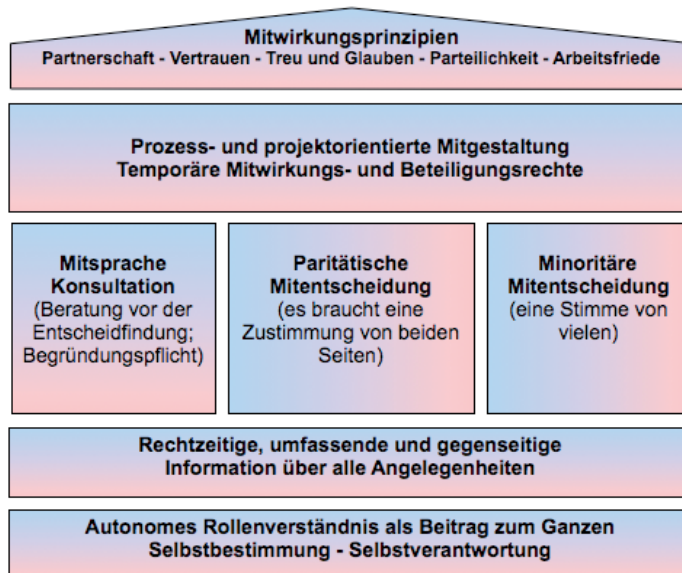 Mitwirkungsprinzipien
Partnerschaft - Vertrauen - Treu und Glauben - Parteilichkeit - Arbeitsfriede
Prozess- und projektorientierte Mitgestaltung
Temporäre Mitwirkungs- und Beteiligungsrechte
Mitsprache
Konsultation
(Beratung vor der
Entscheidfindung;
Begründungspflicht)
Paritätische
Mitentscheidung
(es braucht eine
Zustimmung von beiden
Seiten)
Minoritäre
Mitentscheidung
(eine Stimme von
vielen)
Rechtzeitige, umfassende und gegenseitige
Information über alle Angelegenheiten
Autonomes Rollenverständnis als Beitrag zum Ganzen
Selbstbestimmung - Selbstverantwortung